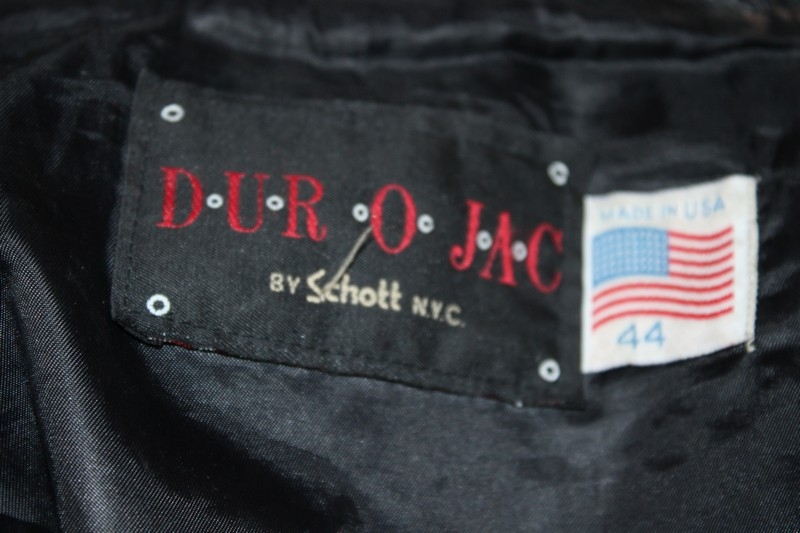 D.U.R.O.J.A.C
BY Schott N.Y.C.
MADE IN USA
44